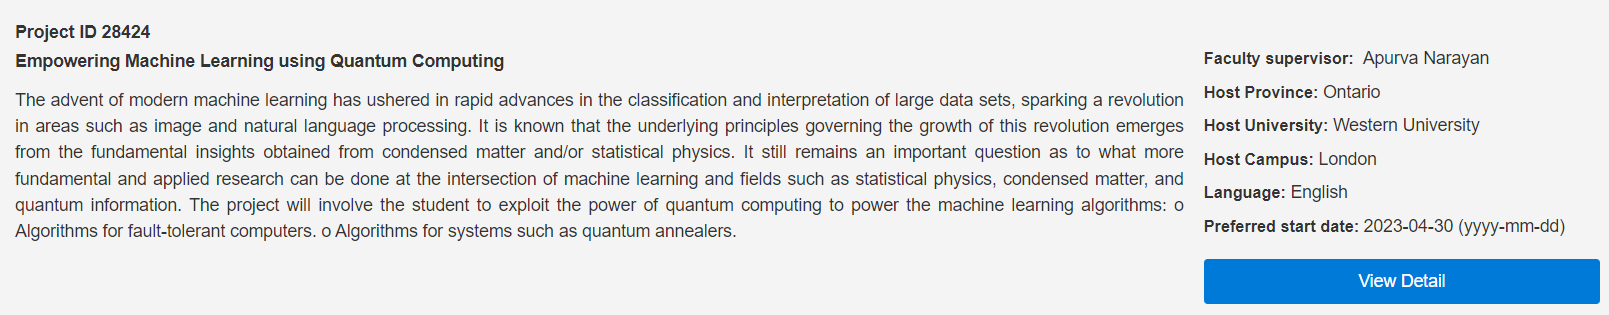 Project ID 28424
Empowering Machine Learning using Quantum Computing
The advent of modern machine learning has ushered in rapid advances in the classification and interpretation of large data sets, sparking a revolution
in areas such as image and natural language processing. It is known that the underlying principles governing the growth of this revolution emerges
from the fundamental insights obtained from condensed matter and/or statistical physics. It still remains an important question as to what more
fundamental and applied research can be done at the intersection of machine learning and fields such as statistical physics, condensed matter, and
quantum information. The project will involve the student to exploit the power of quantum computing to power the machine learning algorithms: o
Algorithms for fault-tolerant computers. o Algorithms for systems such as quantum annealers.
Faculty supervisor: Apurva Narayan
Host Province: Ontario
Host University: Western University
Host Campus: London
Language: English
Preferred start date: 2023-04-30 (yyyy-mm-dd)
View Detail